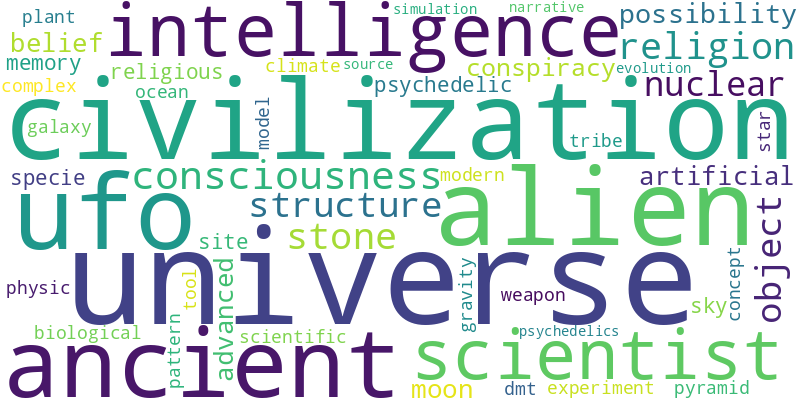 plant
intelligence
simulation
narrative
possibility
belief
religion
memory
religious
climate
source
conspiracy
evolution
complex
ocean
psychedelic
nuclear
civilization
galaxy
model
tribe
star
specie
consciousness
modern
artificial
ufo
structure
alien
site
stone
object
universe
physic
tool
advanced
gravity
weapon
concept
sky
biological
pattern
scientific
psychedelics
ancient
scientist
moon
dmt
experiment
pyramid